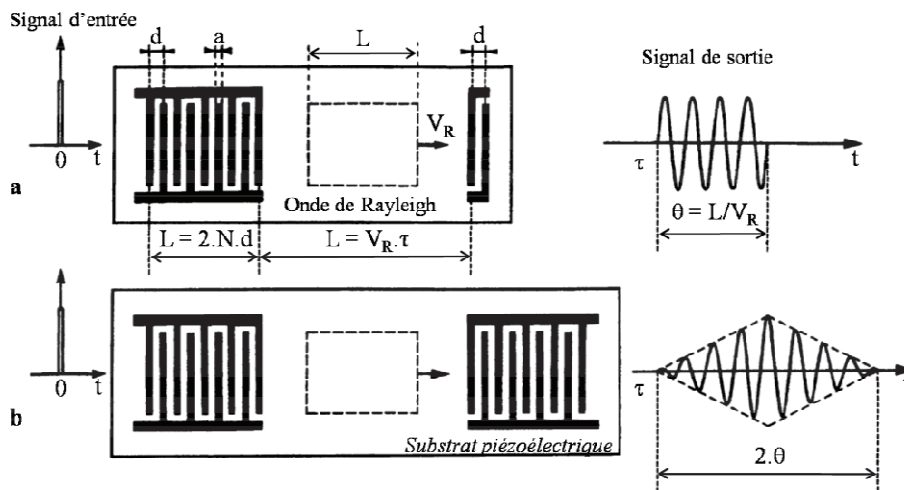 Signal d'entrée
d
a
L
d
Signal de sortie
V_R
0
t
τ
t
a
Onde de Rayleigh
θ = L/V_R
L = 2.N.d
L = V_R.τ
0
t
τ
b
Substrat piézoélectrique
2.θ